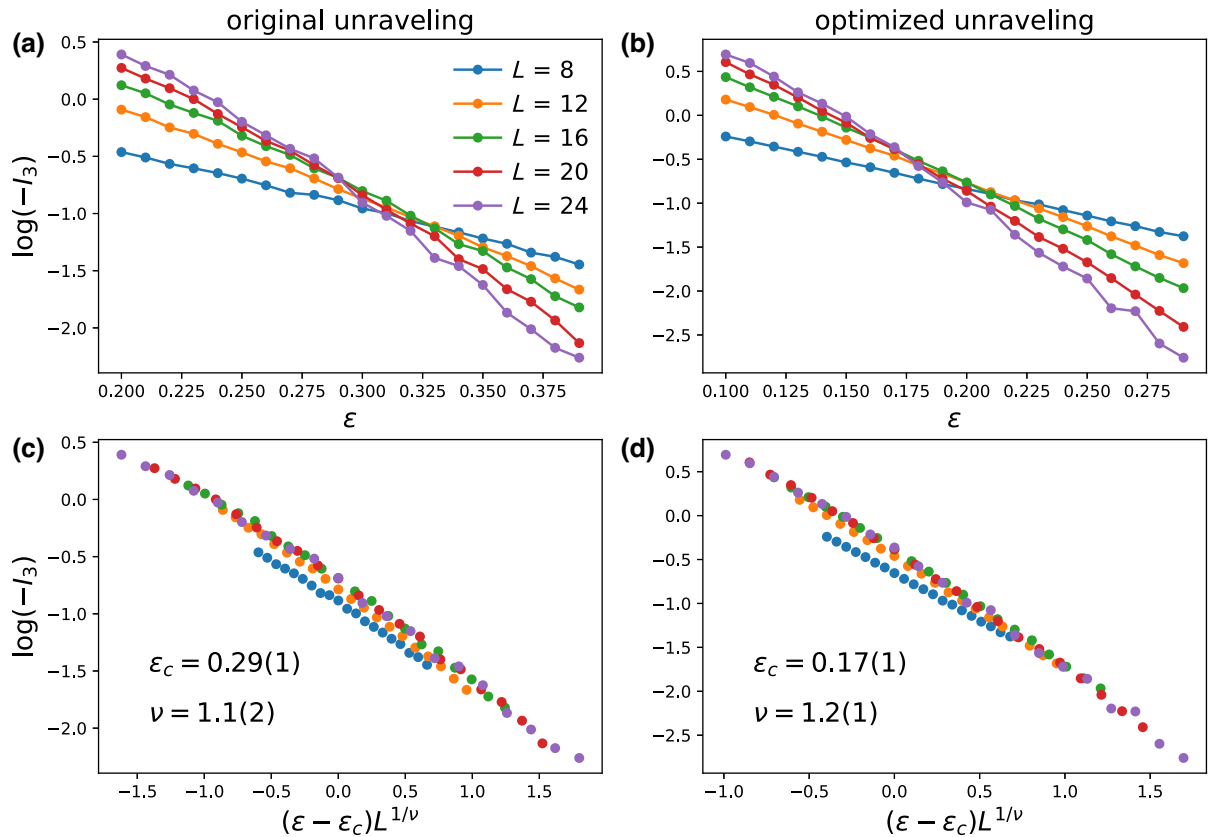 original unraveling
optimized unraveling
(a)
(b)
0.5
0.0
−0.5
−1.0
−1.5
−2.0
log(−I₃)
L = 8
L = 12
L = 16
L = 20
L = 24
0.200 0.225 0.250 0.275 0.300 0.325 0.350 0.375
ε
0.5
0.0
−0.5
−1.0
−1.5
−2.0
−2.5
0.100 0.125 0.150 0.175 0.200 0.225 0.250 0.275
ε
(c)
(d)
0.5
0.0
−0.5
−1.0
−1.5
−2.0
log(−I₃)
ε_c = 0.29(1)
ν = 1.1(2)
−1.5 −1.0 −0.5 0.0 0.5 1.0 1.5
(ε − ε_c)L^{1/ν}
0.5
0.0
−0.5
−1.0
−1.5
−2.0
−2.5
ε_c = 0.17(1)
ν = 1.2(1)
−1.0 −0.5 0.0 0.5 1.0 1.5
(ε − ε_c)L^{1/ν}